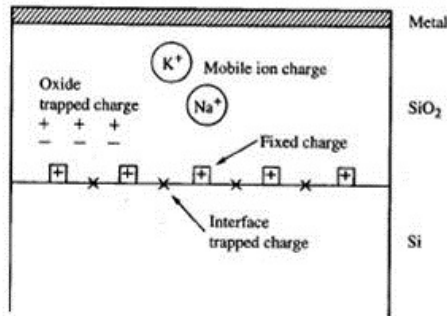 Metal
K+
Mobile ion charge
Oxide
trapped charge
+ + +
− − −
Na+
SiO2
Fixed charge
+ + + + +
Interface
trapped charge
Si